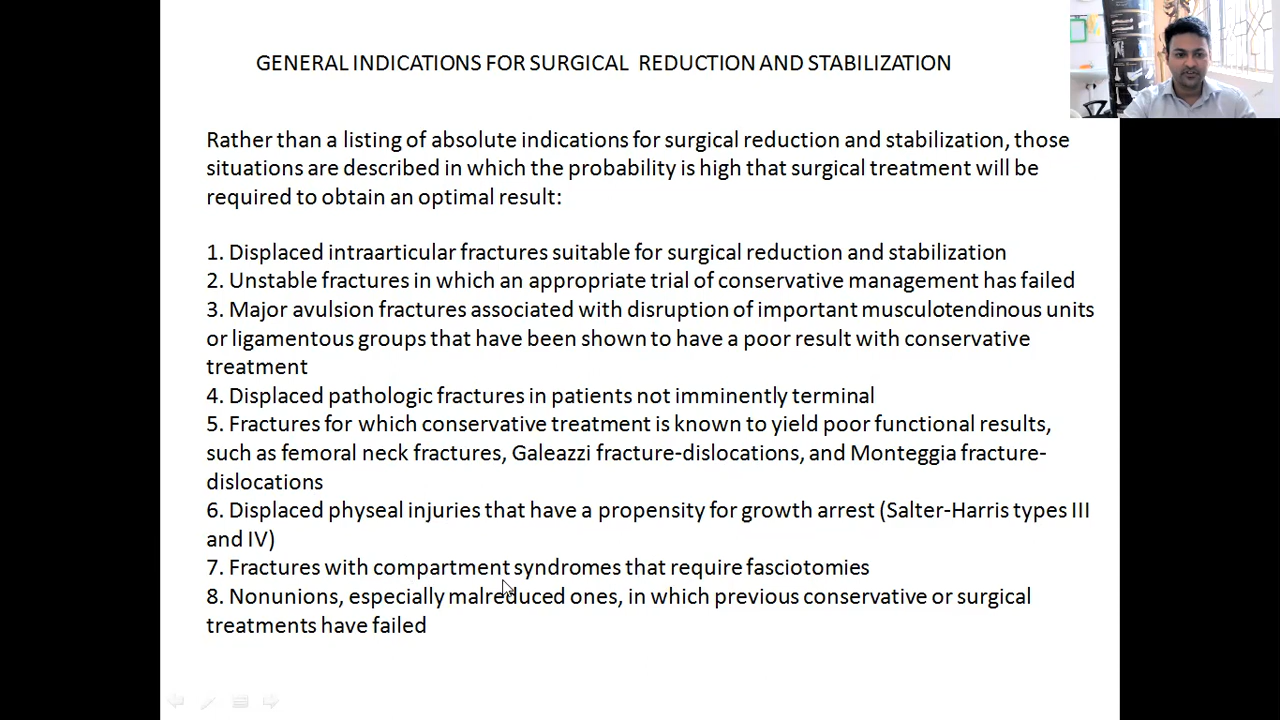 GENERAL INDICATIONS FOR SURGICAL REDUCTION AND STABILIZATION
Rather than a listing of absolute indications for surgical reduction and stabilization, those
situations are described in which the probability is high that surgical treatment will be
required to obtain an optimal result:
1. Displaced intraarticular fractures suitable for surgical reduction and stabilization
2. Unstable fractures in which an appropriate trial of conservative management has failed
3. Major avulsion fractures associated with disruption of important musculotendinous units
or ligamentous groups that have been shown to have a poor result with conservative
treatment
4. Displaced pathologic fractures in patients not imminently terminal
5. Fractures for which conservative treatment is known to yield poor functional results,
such as femoral neck fractures, Galeazzi fracture-dislocations, and Monteggia fracture-
dislocations
6. Displaced physeal injuries that have a propensity for growth arrest (Salter-Harris types III
and IV)
7. Fractures with compartment syndromes that require fasciotomies
8. Nonunions, especially malreduced ones, in which previous conservative or surgical
treatments have failed